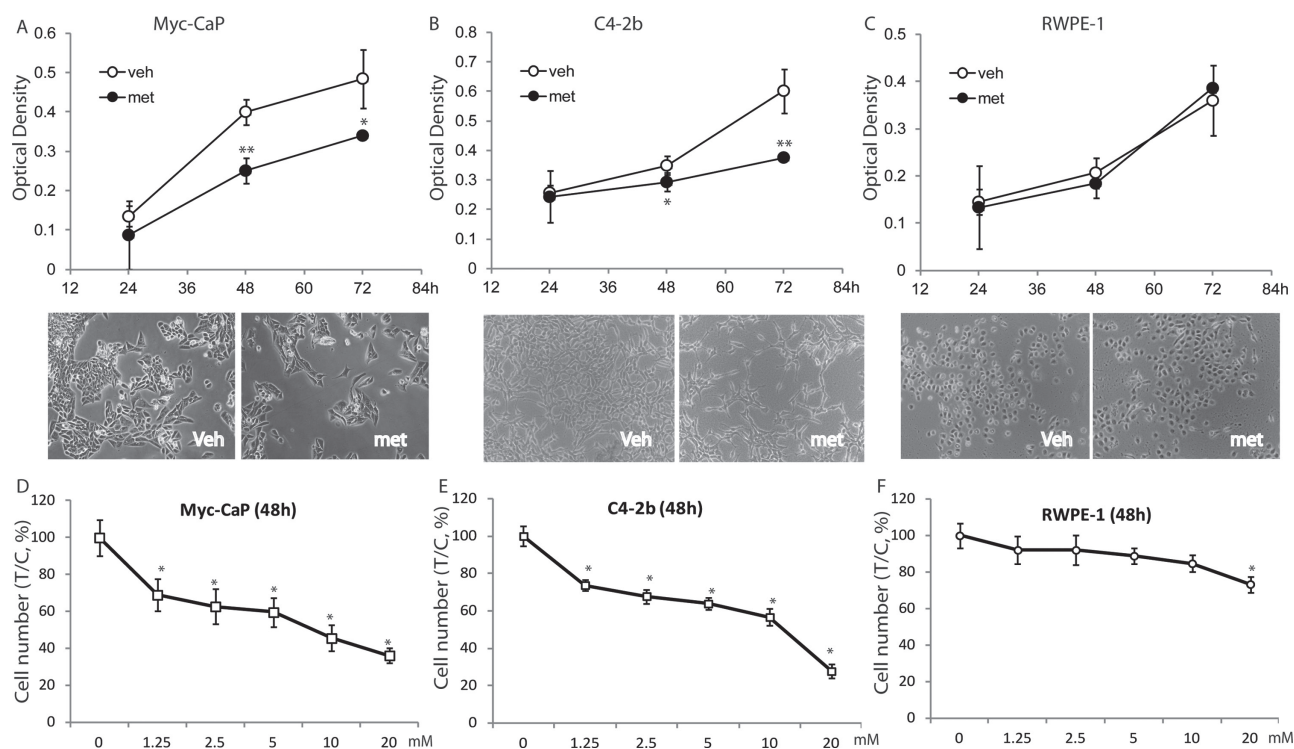 A
Myc-CaP
Optical Density
0.6
0.5
0.4
0.3
0.2
0.1
0
veh
met
**
*
12 24 36 48 60 72 84h
Veh
met
B
C4-2b
Optical Density
0.8
0.7
0.6
0.5
0.4
0.3
0.2
0.1
0
veh
met
*
**
12 24 36 48 60 72 84h
Veh
met
C
RWPE-1
Optical Density
0.5
0.4
0.3
0.2
0.1
0
veh
met
12 24 36 48 60 72 84h
Veh
met
D
Myc-CaP (48h)
Cell number (T/C, %)
120
100
80
60
40
20
0
* * * * *
0 1.25 2.5 5 10 20 mM
E
C4-2b (48h)
Cell number (T/C, %)
120
100
80
60
40
20
0
* * * * *
0 1.25 2.5 5 10 20 mM
F
RWPE-1 (48h)
Cell number (T/C, %)
120
100
80
60
40
20
0
*
0 1.25 2.5 5 10 20 mM